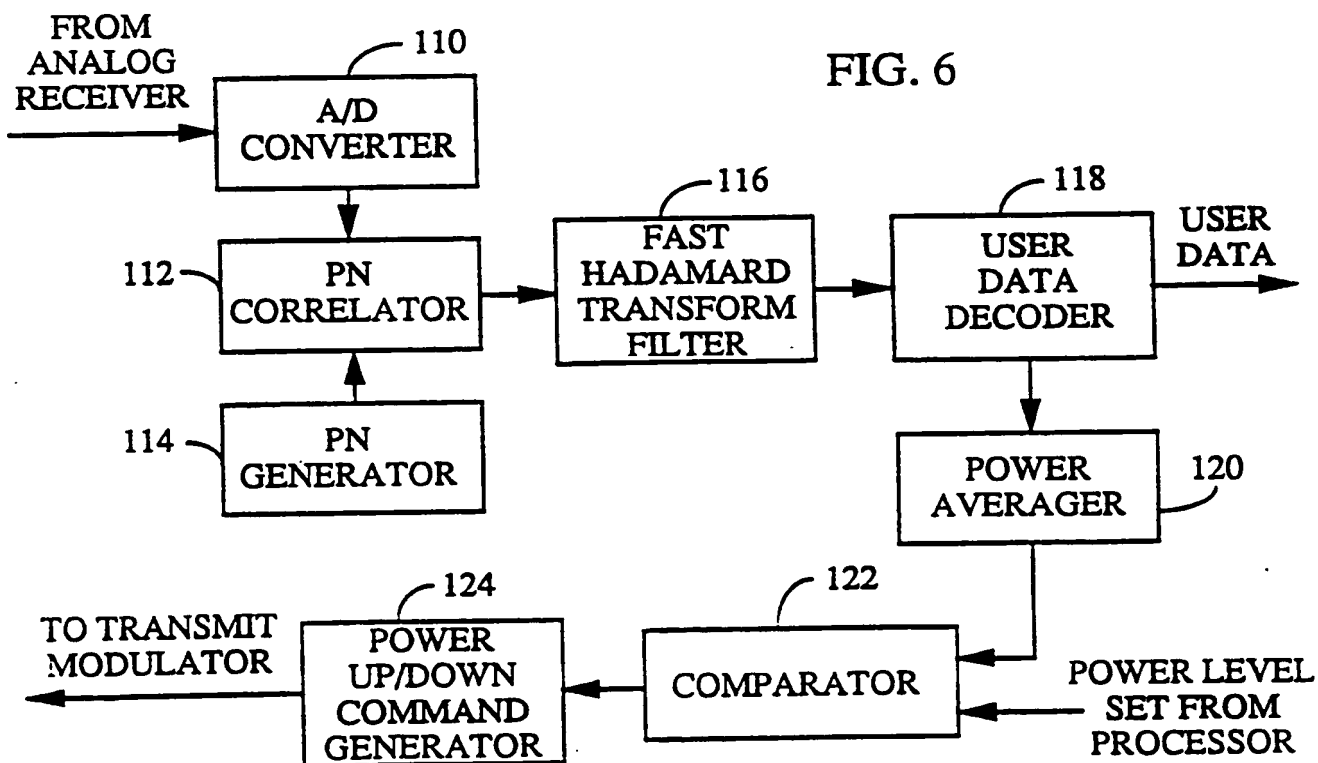 FROM
ANALOG
RECEIVER
110
A/D
CONVERTER
FIG. 6
112
PN
CORRELATOR
114
PN
GENERATOR
116
FAST
HADAMARD
TRANSFORM
FILTER
118
USER
DATA
DECODER
USER
DATA
POWER
AVERAGER
120
122
COMPARATOR
POWER LEVEL
SET FROM
PROCESSOR
124
POWER
UP/DOWN
COMMAND
GENERATOR
TO TRANSMIT
MODULATOR